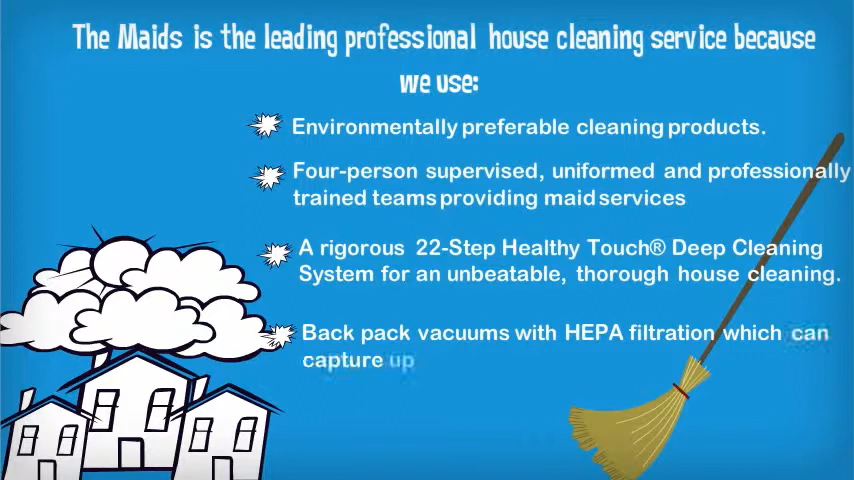 The Maids is the leading professional house cleaning service because
we use:
Environmentally preferable cleaning products.
Four-person supervised, uniformed and professionally
trained teams providing maid services
A rigorous 22-Step Healthy Touch® Deep Cleaning
System for an unbeatable, thorough house cleaning.
Back pack vacuums with HEPA filtration which can
capture up